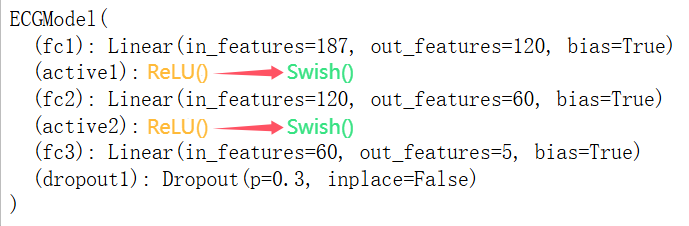 ECGModel(
(fc1): Linear(in_features=187, out_features=120, bias=True)
(active1): ReLU() Swish()
(fc2): Linear(in_features=120, out_features=60, bias=True)
(active2): ReLU() Swish()
(fc3): Linear(in_features=60, out_features=5, bias=True)
(dropout1): Dropout(p=0.3, inplace=False)
)